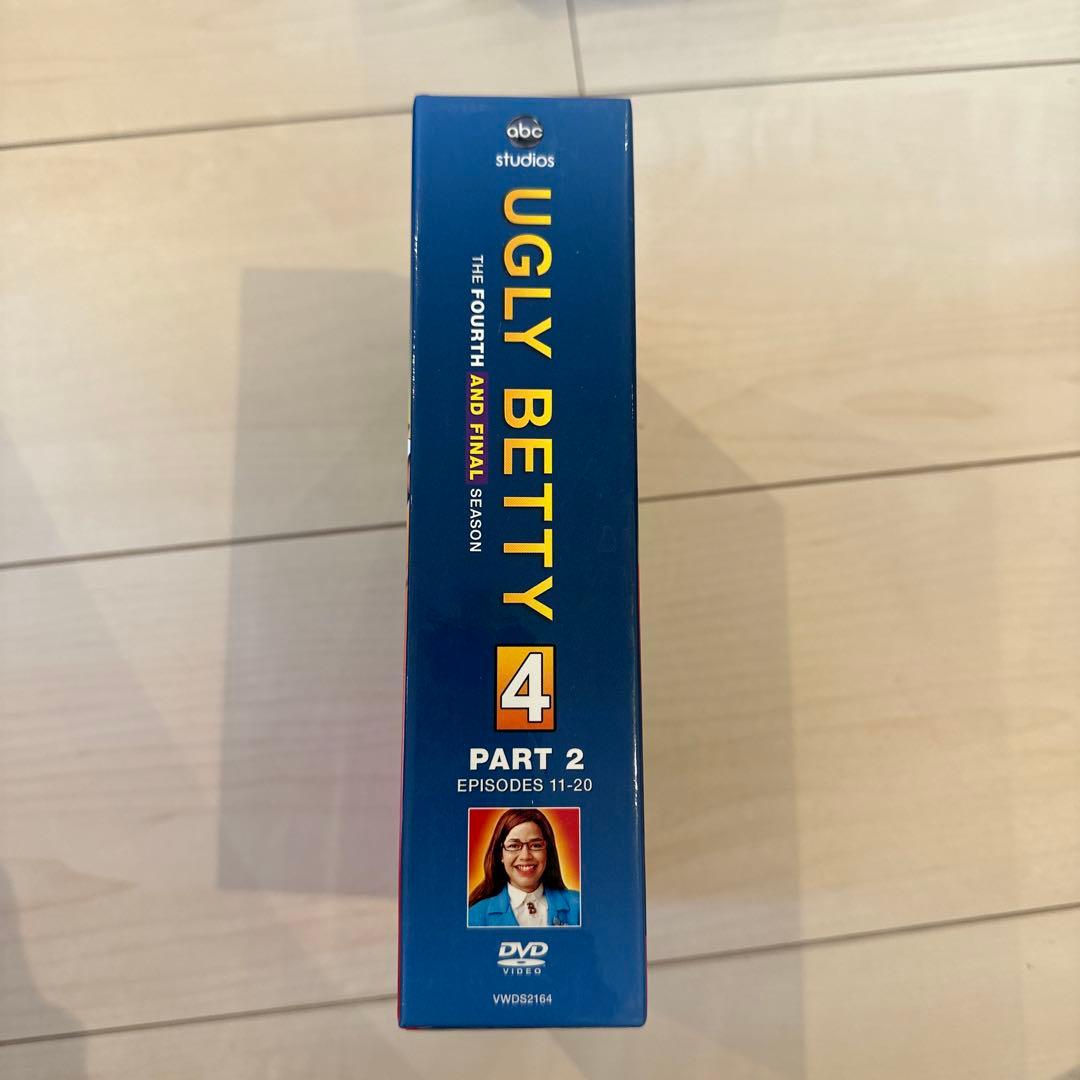 abc
studios
UGLY BETTY
THE FOURTH AND FINAL SEASON
4
PART 2
EPISODES 11-20
B
DVD
VIDEO
VWDS2164